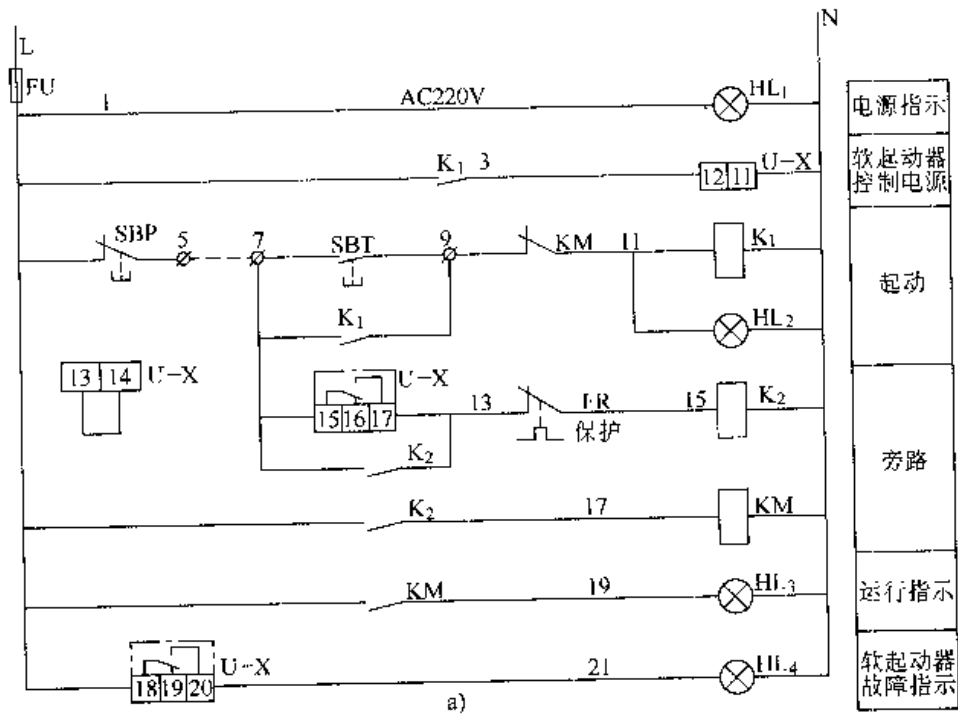 L
N
FU
1
AC220V
HL1
电源指示
K1
3
12 11
U-X
软起动器
控制电源
SBP
5
7
SBT
9
KM
11
K1
起动
K1
HL2
13 14
U-X
15 16 17
U-X
13
FR
保护
15
K2
旁路
K2
K2
17
KM
KM
19
HL3
运行指示
18 19 20
U-X
21
HL4
软起动器
故障指示
a)